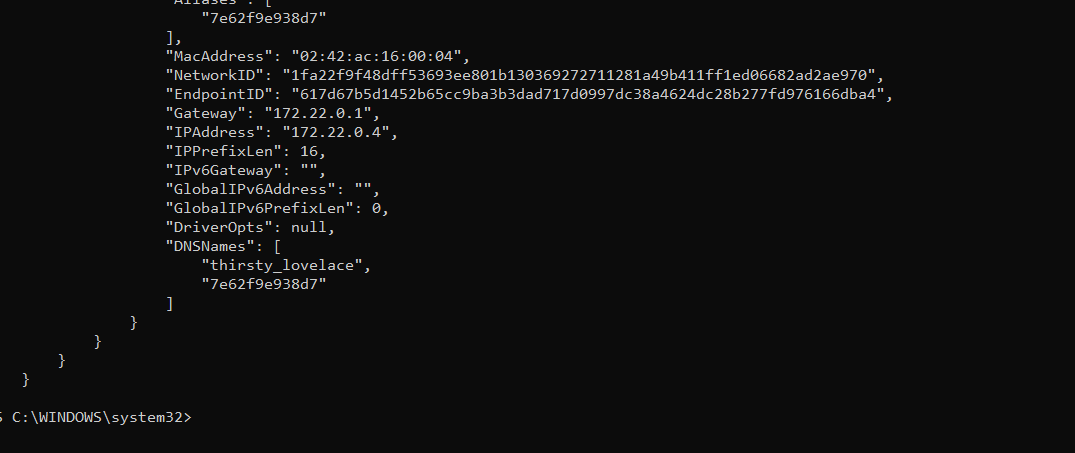 "Aliases": [
"7e62f9e938d7"
],
"MacAddress": "02:42:ac:16:00:04",
"NetworkID": "1fa22f9f48dff53693ee801b130369272711281a49b411ff1ed06682ad2ae970",
"EndpointID": "617d67b5d1452b65cc9ba3b3dad717d0997dc38a4624dc28b277fd976166dba4",
"Gateway": "172.22.0.1",
"IPAddress": "172.22.0.4",
"IPPrefixLen": 16,
"IPv6Gateway": "",
"GlobalIPv6Address": "",
"GlobalIPv6PrefixLen": 0,
"DriverOpts": null,
"DNSNames": [
"thirsty_lovelace",
"7e62f9e938d7"
]
}
}
}
}
S C:\WINDOWS\system32>